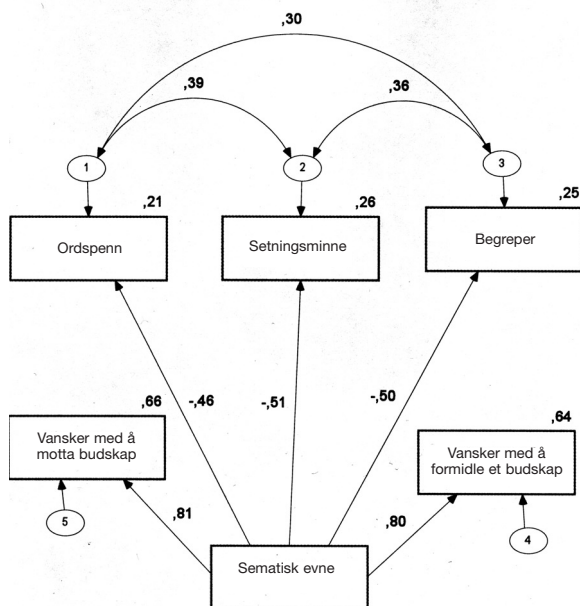 ,30
,39
,36
1
2
3
,21
,26
,25
Ordspenn
Setningsminne
Begreper
-,46
-,51
-,50
,66
,64
Vansker med å
motta budskap
Vansker med å
formidle et budskap
,81
,80
5
4
Sematisk evne